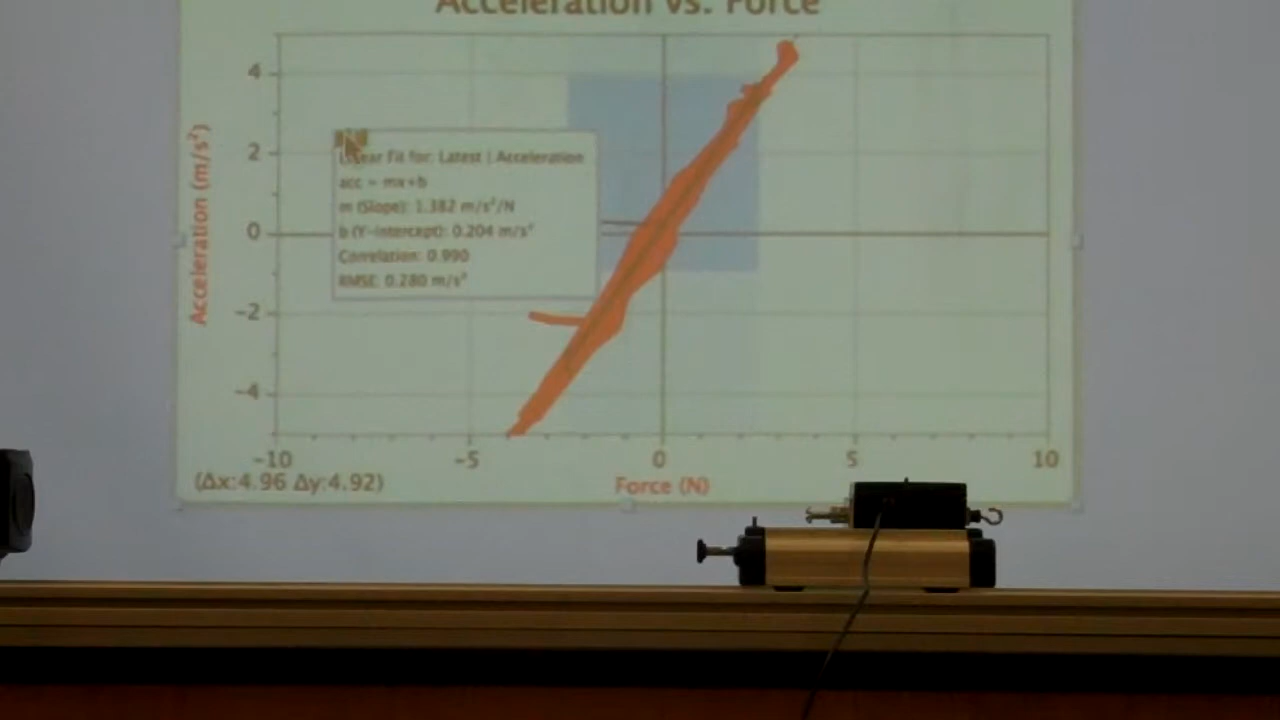 Acceleration vs. Force
4
2
0
-2
-4
Acceleration (m/s²)
Linear Fit for: Latest | Acceleration
acc = mx+b
m (Slope): 1.382 m/s²/N
b (Y-Intercept): 0.204 m/s²
Correlation: 0.990
RMSE: 0.280 m/s²
-10 -5 0 5 10
(Δx:4.96 Δy:4.92)
Force (N)